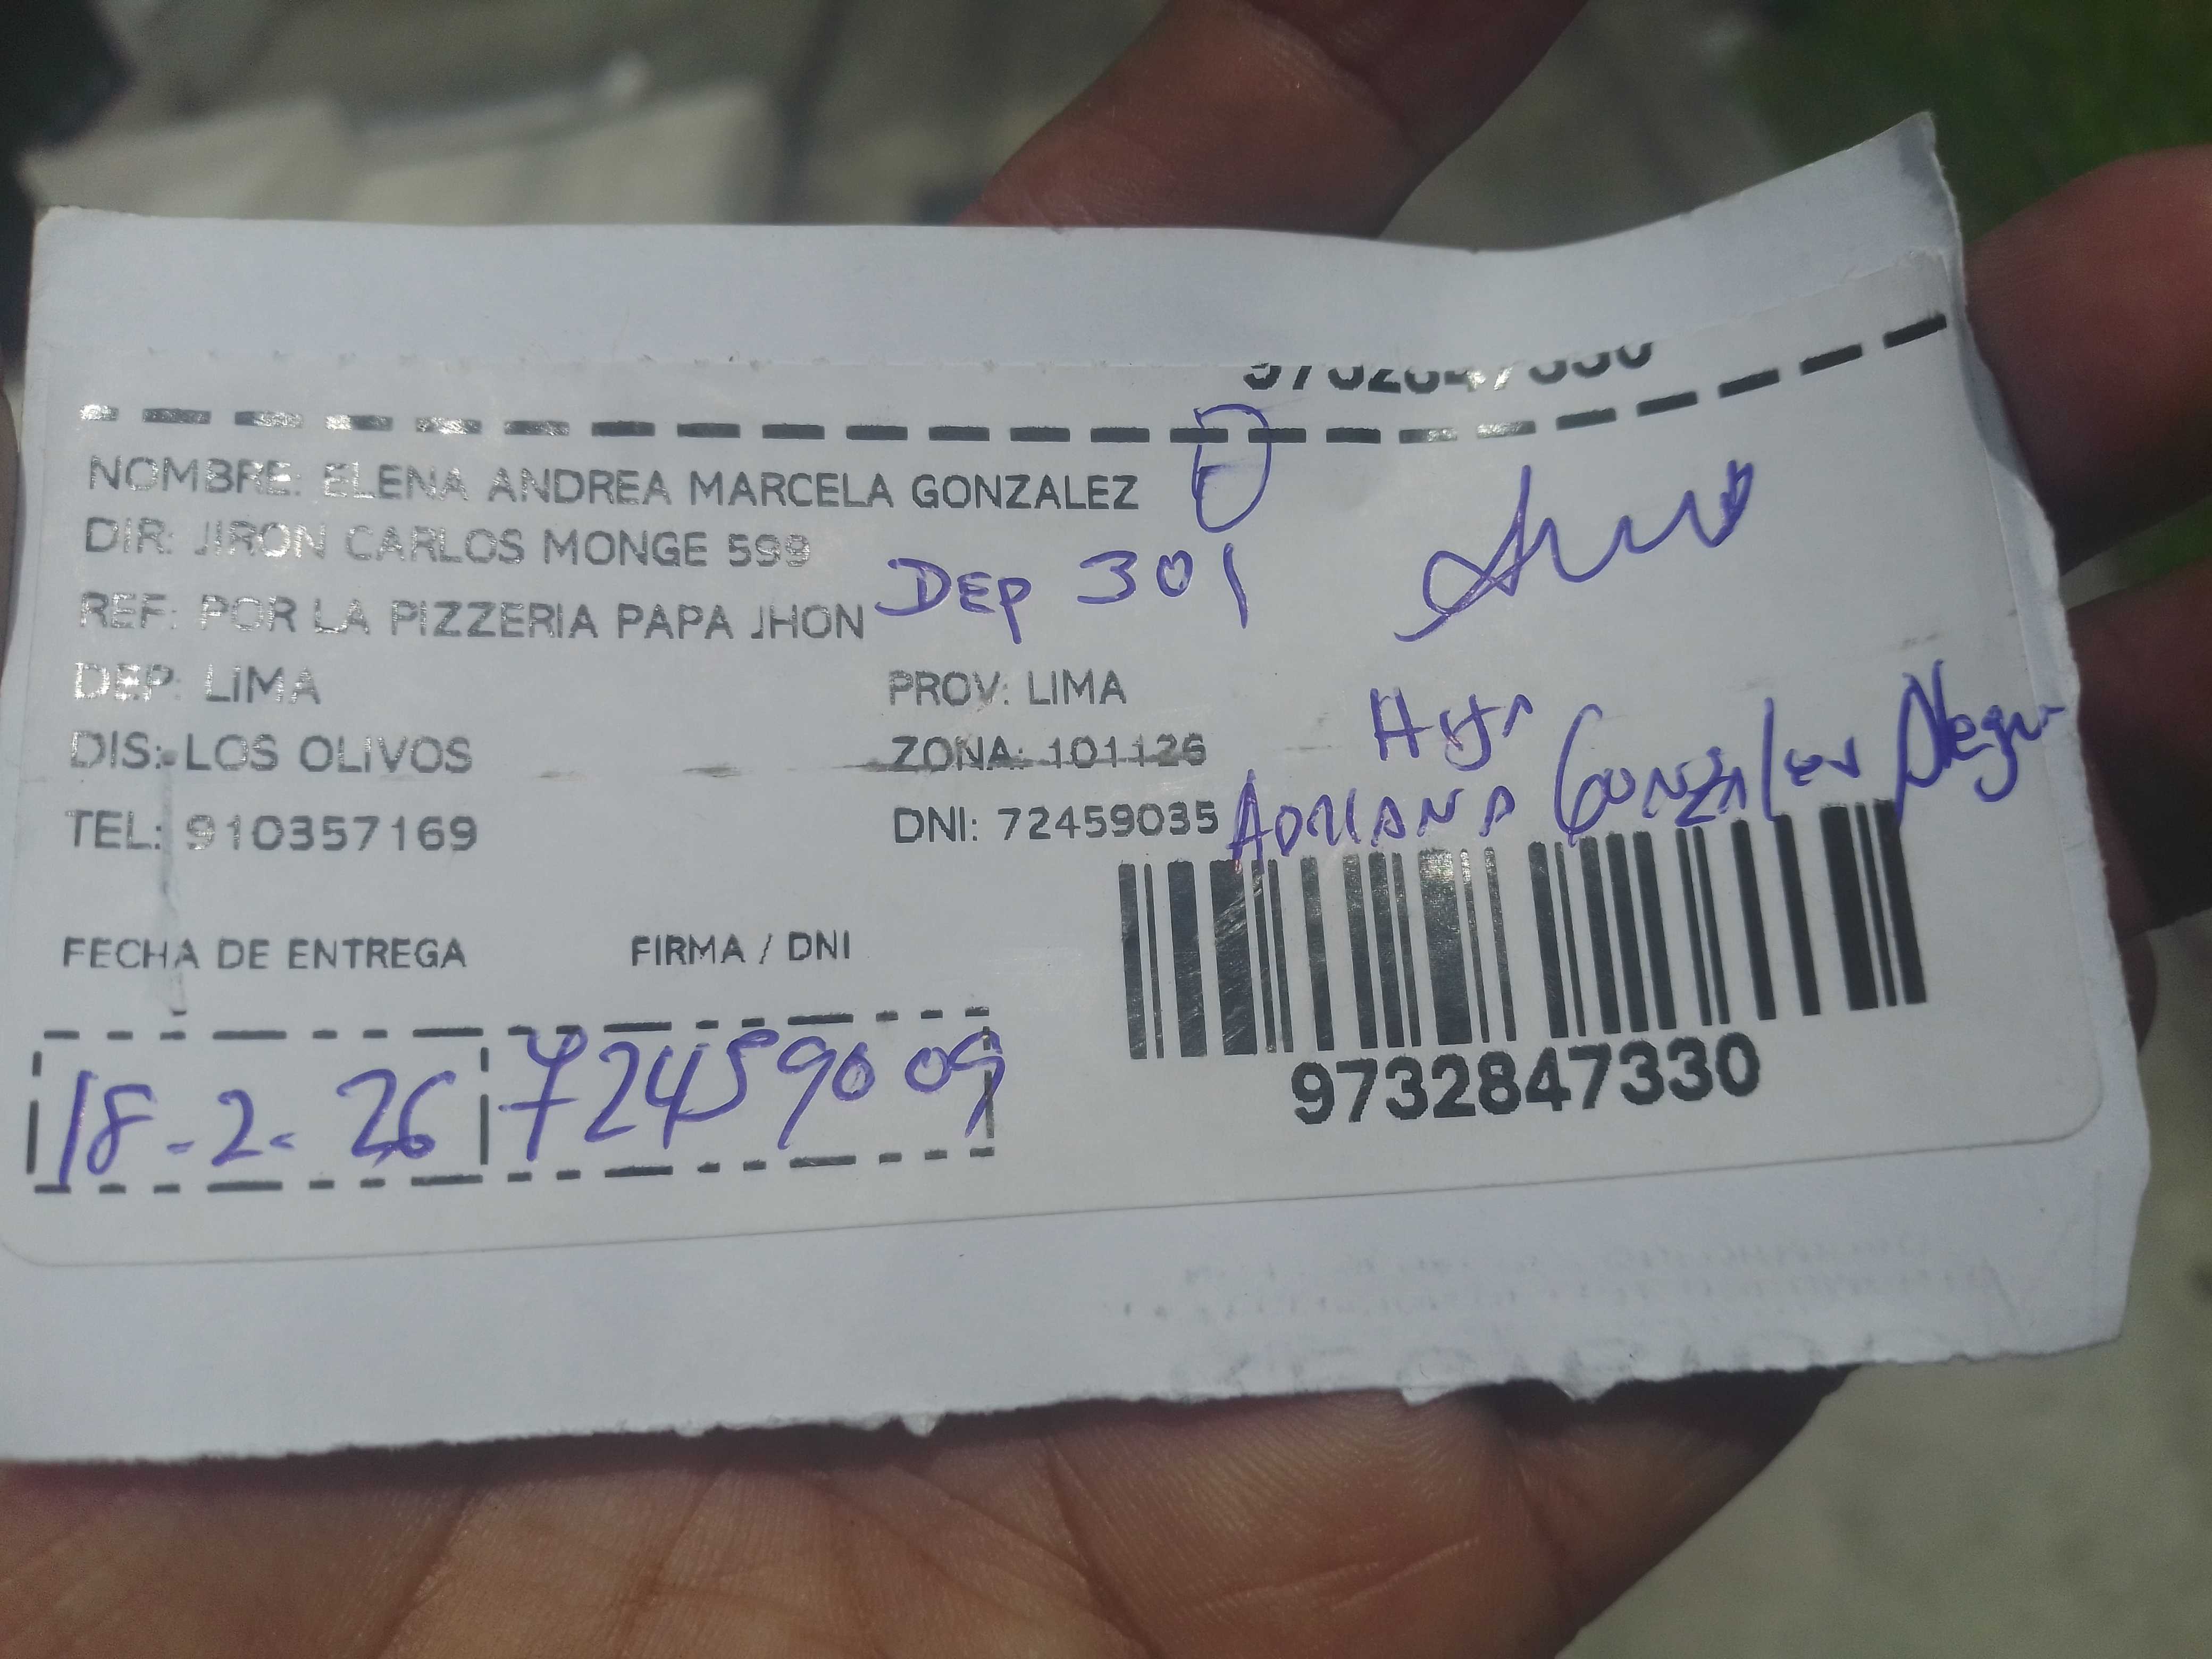 NOMBRE: ELENA ANDREA MARCELA GONZALEZ
DIR: JIRON CARLOS MONGE 599
DEP 301
REF: POR LA PIZZERIA PAPA JHON
DEP: LIMA PROV: LIMA
DIS: LOS OLIVOS ZONA: 101126
TEL: 910357169 DNI: 72459035
ADRIANA Gonzales
FECHA DE ENTREGA FIRMA / DNI
18-2-26 72459009
9732847330